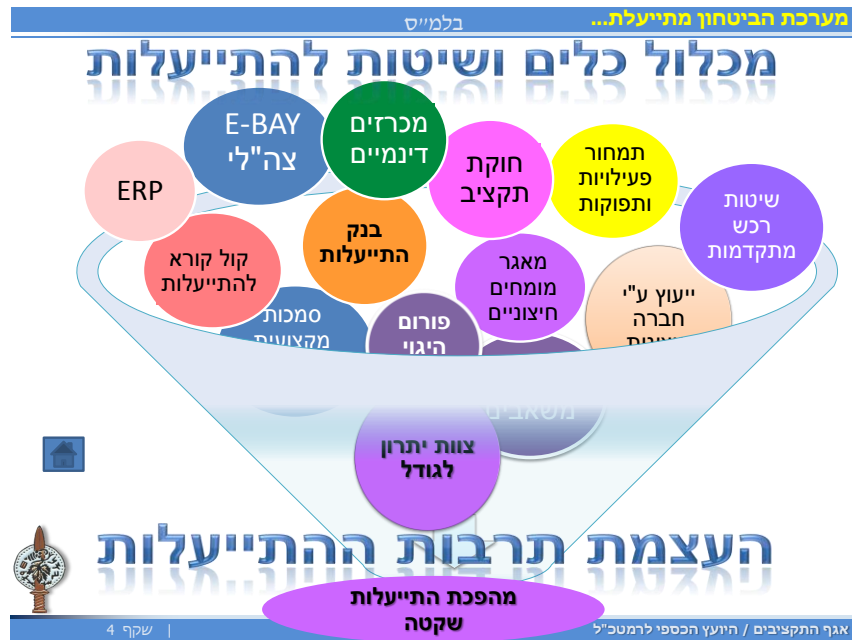 מערכת הביטחון מתייעלת...
בלמ"ס
מכלול כלים ושיטות להתייעלות
E-BAY
צה"לי
מכרזים
דינמיים
ERP
חוקת
תקציב
תמחור
פעילויות
ותפוקות
שיטות
רכש
מתקדמות
קול קורא
להתייעלות
בנק
התייעלות
מאגר
מומחים
חיצוניים
ייעוץ ע"י
חברה
סמכות
מקצועית
פורום
היגוי
משאבים
צוות יתרון
לגודל
העצמת תרבות ההתייעלות
מהפכת התייעלות
שקטה
אגף התקציבים / היועץ הכספי לרמטכ"ל
| שקף 4